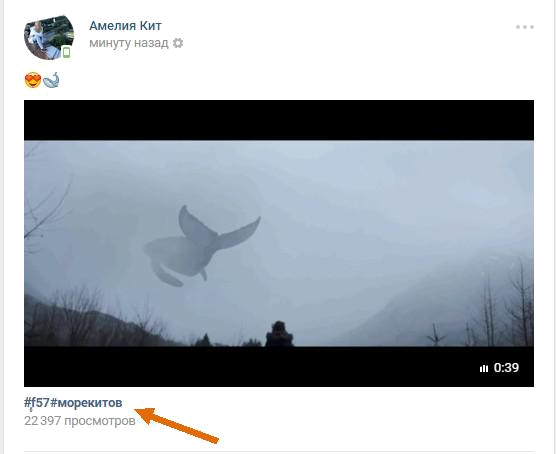 Амелия Кит
минуту назад
0:39
#f57#морекитов
22 397 просмотров